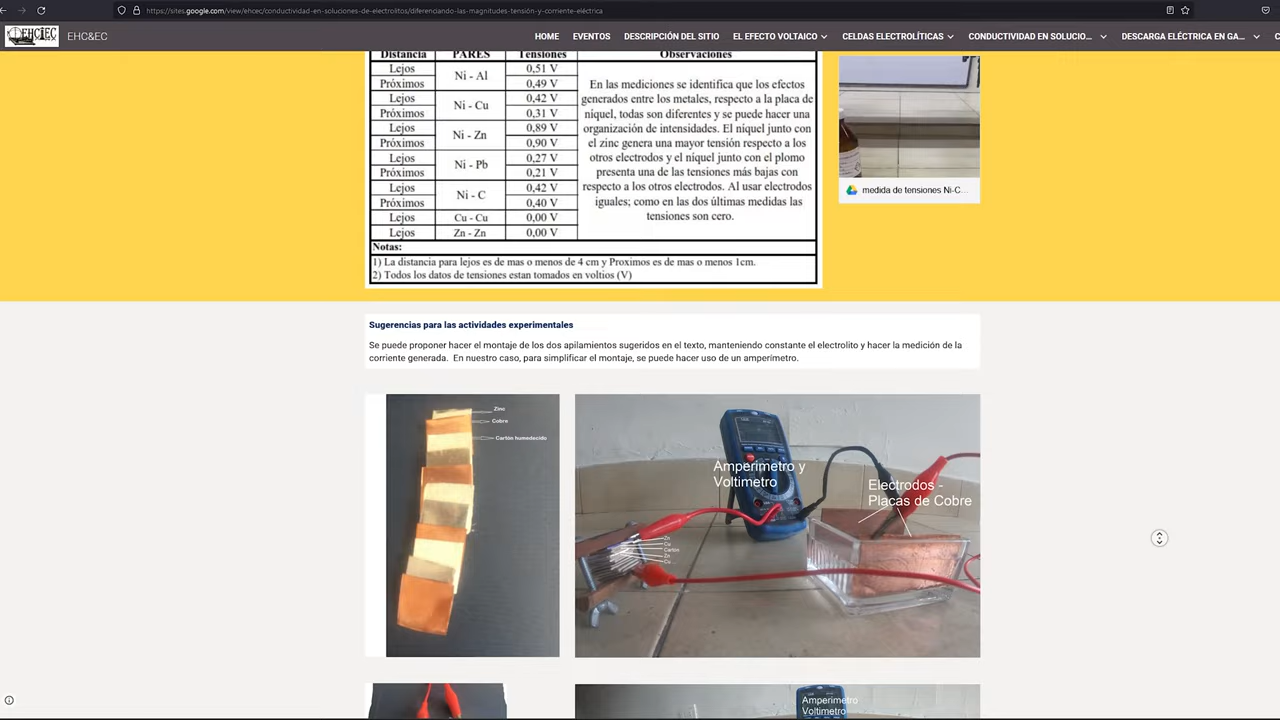 https://sites.google.com/view/ehcec/conductividad-en-soluciones-de-electrolitos/diferenciando-las-magnitudes-tensión-y-corriente-eléctrica
EHC&EC
EHC&EC
HOME EVENTOS DESCRIPCIÓN DEL SITIO EL EFECTO VOLTAICO CELDAS ELECTROLÍTICAS CONDUCTIVIDAD EN SOLUCIO... DESCARGA ELÉCTRICA EN GA... C
Distancia PARES Tensiones Observaciones
Lejos Ni - Al 0,51 V
Próximos 0,49 V
Lejos Ni - Cu 0,42 V
Próximos 0,31 V
Lejos Ni - Zn 0,89 V
Próximos 0,90 V
Lejos Ni - Pb 0,27 V
Próximos 0,21 V
Lejos Ni - C 0,42 V
Próximos 0,40 V
Lejos Cu - Cu 0,00 V
Lejos Zn - Zn 0,00 V
En las mediciones se identifica que los efectos
generados entre los metales, respecto a la placa de
níquel, todas son diferentes y se puede hacer una
organización de intensidades. El níquel junto con
el zinc genera una mayor tensión respecto a los
otros electrodos y el níquel junto con el plomo
presenta una de las tensiones más bajas con
respecto a los otros electrodos. Al usar electrodos
iguales; como en las dos últimas medidas las
tensiones son cero.
Notas:
1) La distancia para lejos es de mas o menos de 4 cm y Proximos es de mas o menos 1cm.
2) Todos los datos de tensiones estan tomados en voltios (V)
medida de tensiones Ni-C...
Sugerencias para las actividades experimentales
Se puede proponer hacer el montaje de los dos apilamientos sugeridos en el texto, manteniendo constante el electrolito y hacer la medición de la
corriente generada. En nuestro caso, para simplificar el montaje, se puede hacer uso de un amperímetro.
Zinc
Cobre
Cartón humedecido
Amperimetro y
Voltimetro
Electrodos -
Placas de Cobre
Zn
Cu
Cartón
Zn
Cu
Amperimetro
Voltimetro